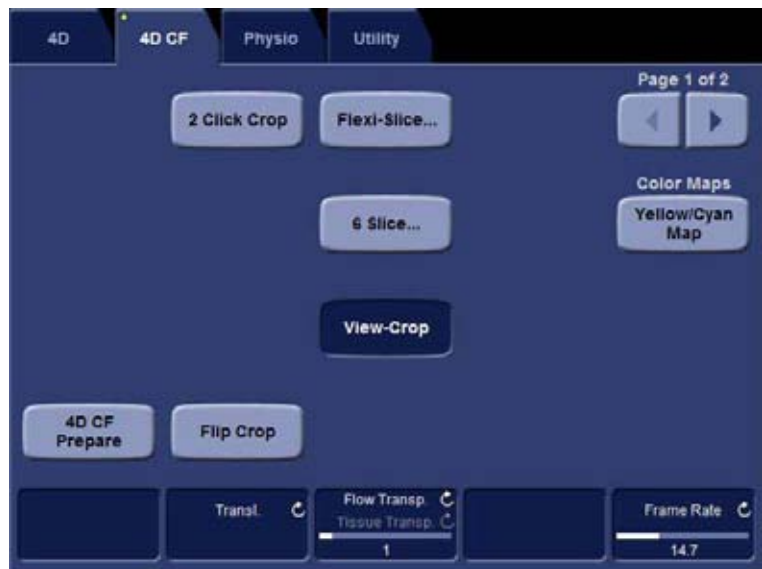 4D
4D CF
Physio
Utility
Page 1 of 2
2 Click Crop
Flexi-Slice...
Color Maps
6 Slice...
Yellow/Cyan
Map
View-Crop
4D CF
Prepare
Flip Crop
Transl.
Flow Transp.
Tissue Transp.
1
Frame Rate
14.7